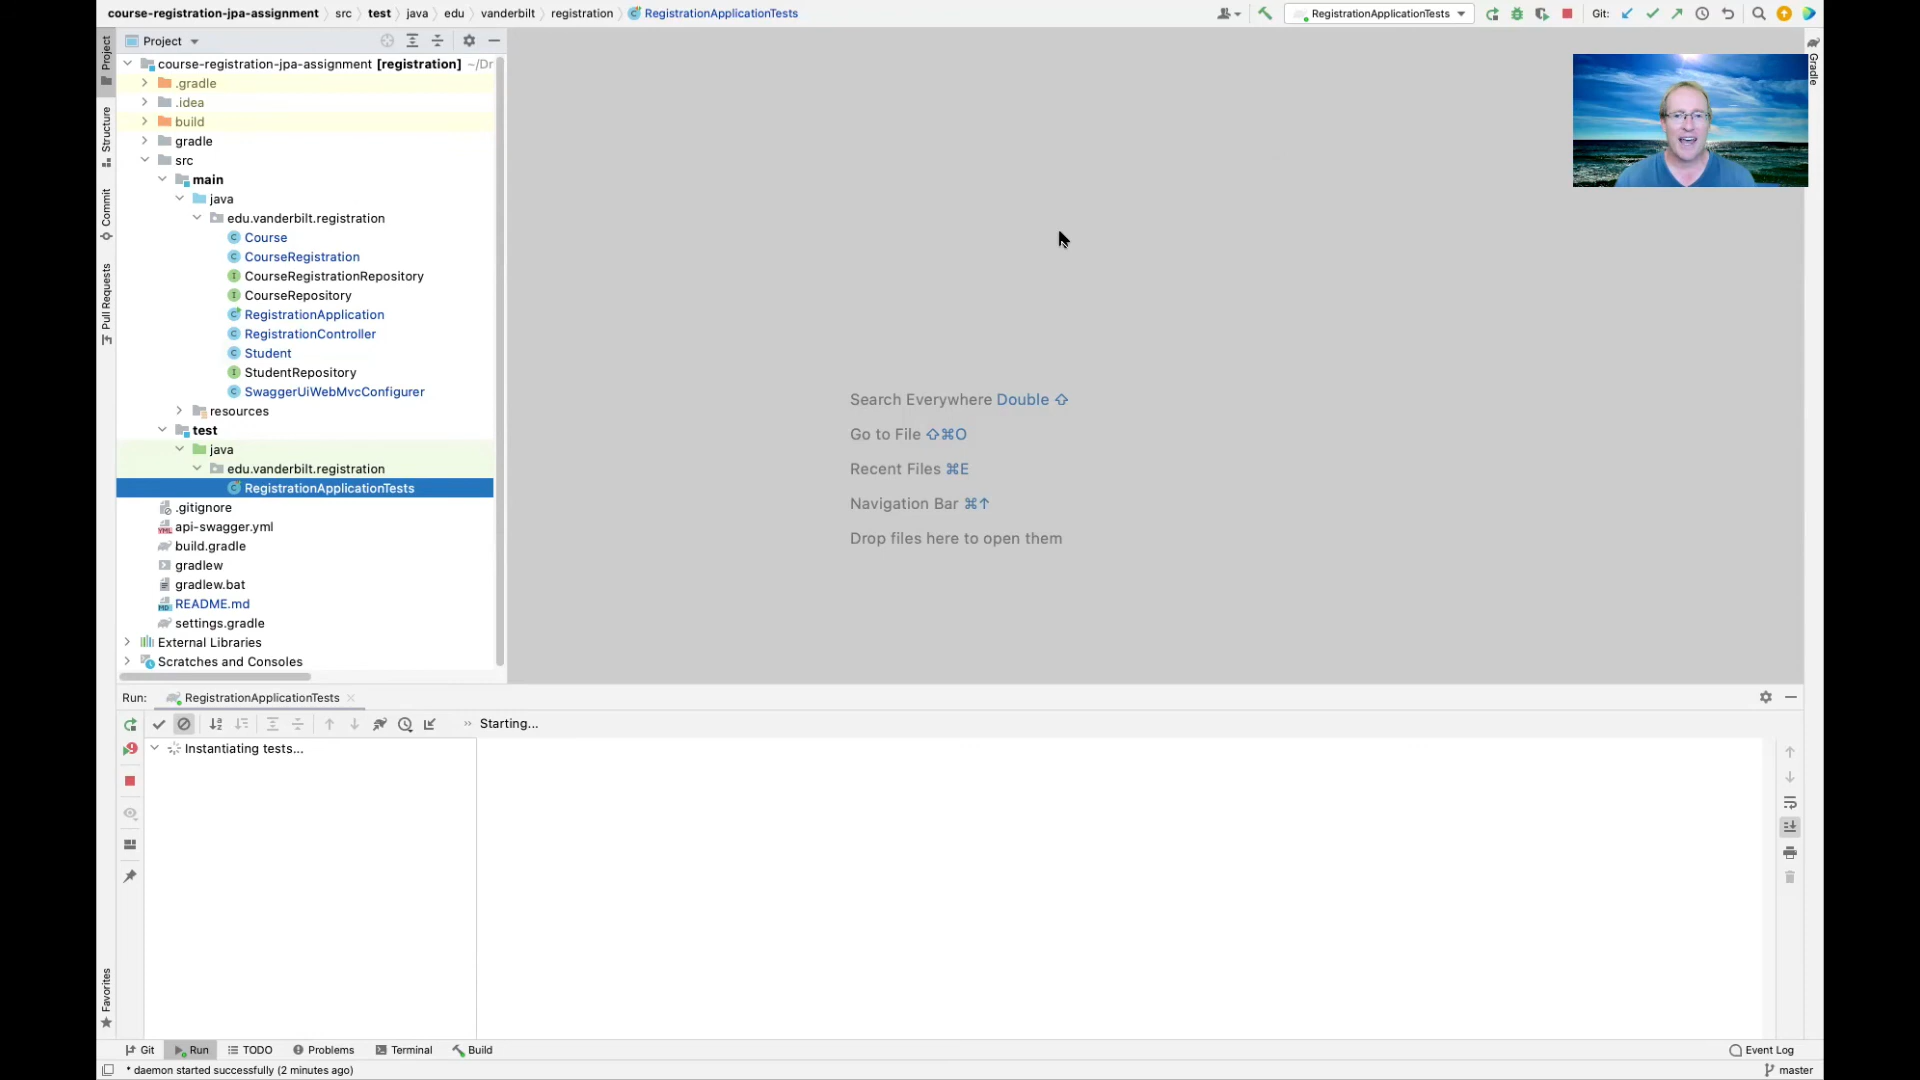 course-registration-jpa-assignment src test java edu vanderbilt registration RegistrationApplicationTests
RegistrationApplicationTests
Git:
Project
course-registration-jpa-assignment [registration] ~/Dr
.gradle
.idea
build
gradle
src
main
java
edu.vanderbilt.registration
Course
CourseRegistration
CourseRegistrationRepository
CourseRepository
RegistrationApplication
RegistrationController
Student
StudentRepository
SwaggerUiWebMvcConfigurer
resources
test
java
edu.vanderbilt.registration
RegistrationApplicationTests
.gitignore
api-swagger.yml
build.gradle
gradlew
gradlew.bat
README.md
settings.gradle
External Libraries
Scratches and Consoles
Project
Structure
Commit
Pull Requests
Favorites
Gradle
Search Everywhere Double ⇧
Go to File ⇧⌘O
Recent Files ⌘E
Navigation Bar ⌘↑
Drop files here to open them
Run: RegistrationApplicationTests
Starting...
Instantiating tests...
Git Run TODO Problems Terminal Build
Event Log
* daemon started successfully (2 minutes ago)
master